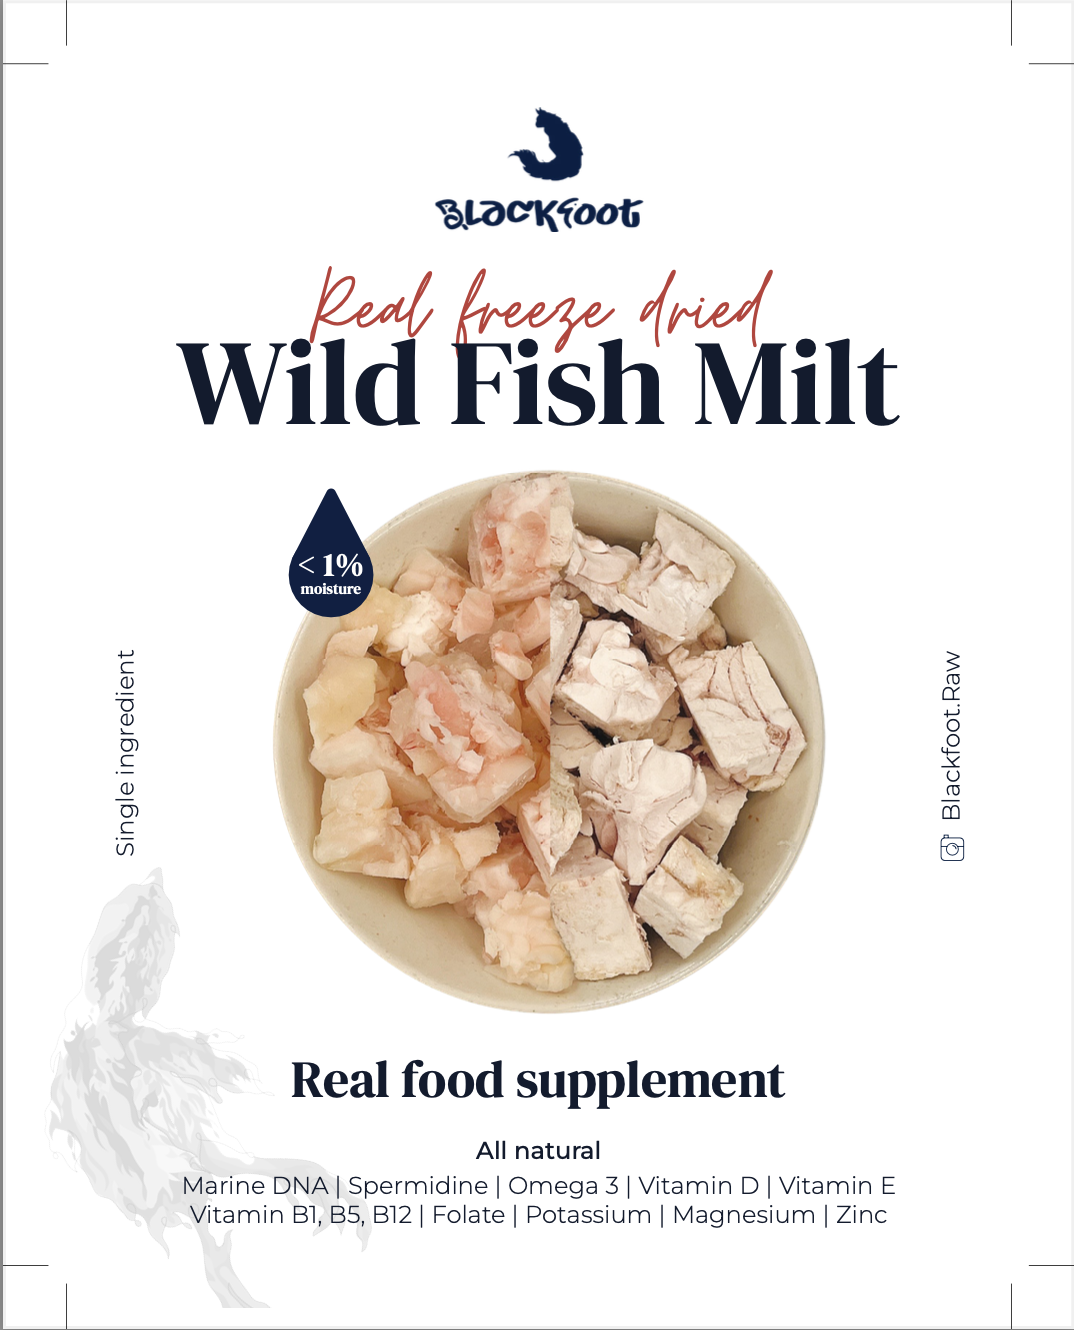 BLackfoot
Real freeze dried
Wild Fish Milt
< 1%
moisture
Single ingredient
Blackfoot.Raw
Real food supplement
All natural
Marine DNA | Spermidine | Omega 3 | Vitamin D | Vitamin E
Vitamin B1, B5, B12 | Folate | Potassium | Magnesium | Zinc